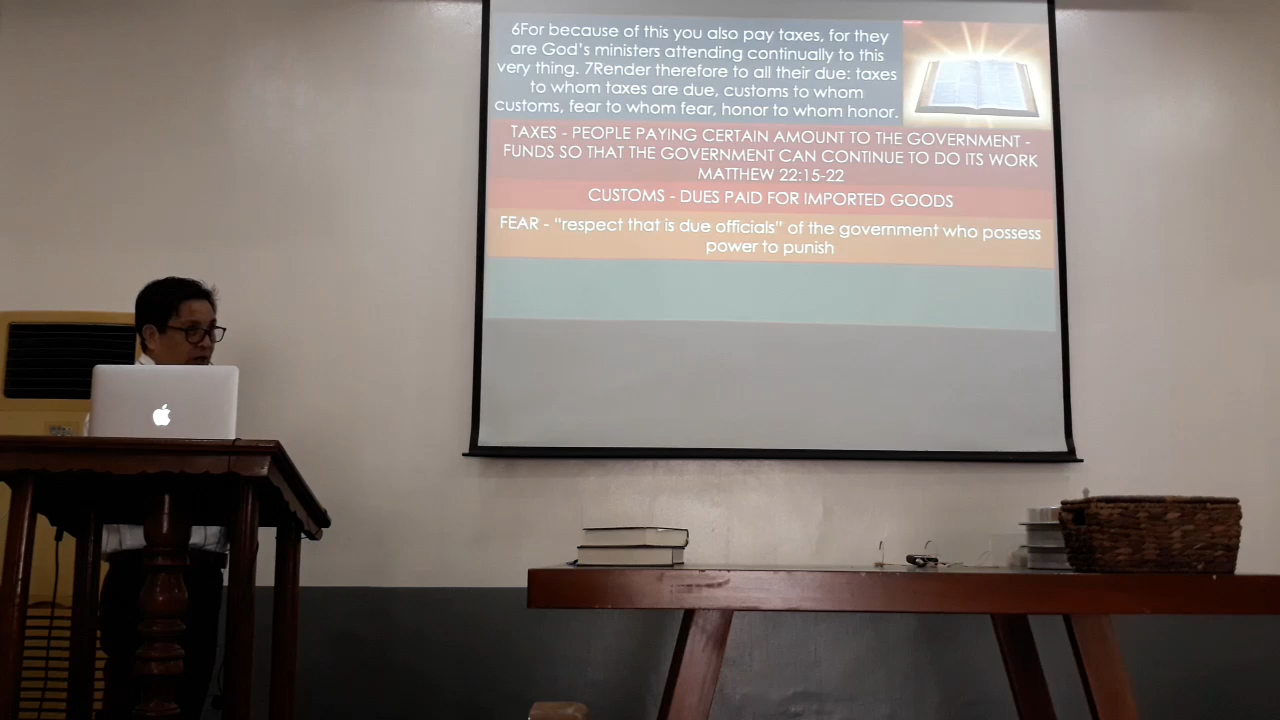 6For because of this you also pay taxes, for they
are God's ministers attending continually to this
very thing. 7Render therefore to all their due: taxes
to whom taxes are due, customs to whom
customs, fear to whom fear, honor to whom honor.
TAXES - PEOPLE PAYING CERTAIN AMOUNT TO THE GOVERNMENT -
FUNDS SO THAT THE GOVERNMENT CAN CONTINUE TO DO ITS WORK
MATTHEW 22:15-22
CUSTOMS - DUES PAID FOR IMPORTED GOODS
FEAR - “respect that is due officials” of the government who possess
power to punish